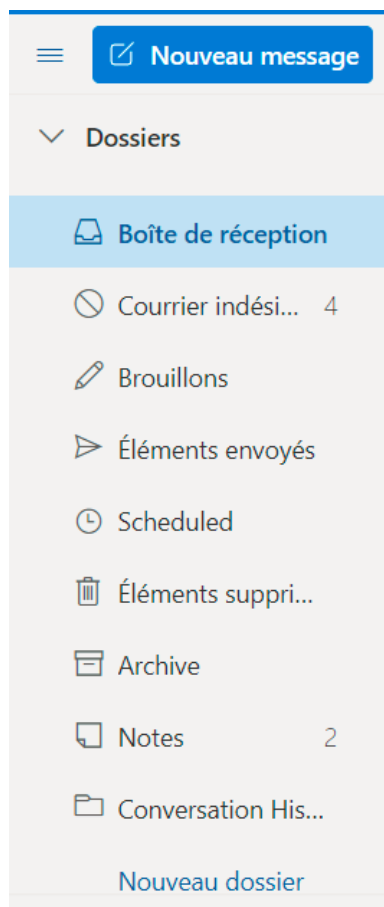 Nouveau message
Dossiers
Boîte de réception
Courrier indési... 4
Brouillons
Éléments envoyés
Scheduled
Éléments suppri...
Archive
Notes 2
Conversation His...
Nouveau dossier